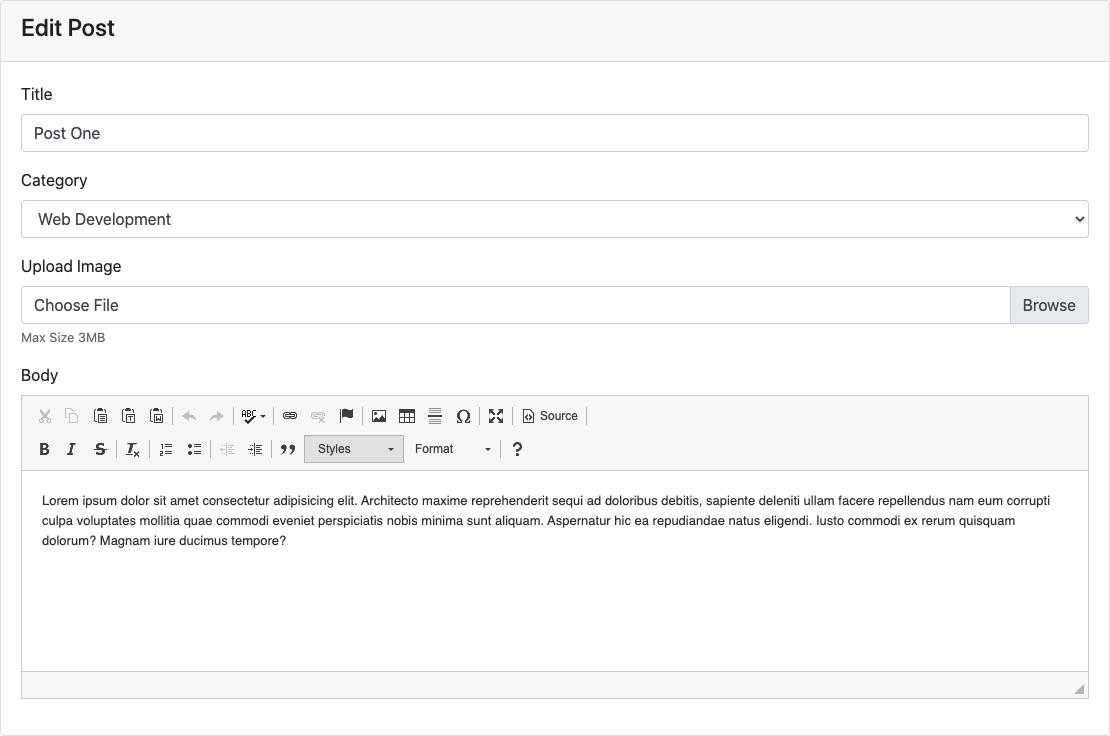 Edit Post
Title
Post One
Category
Web Development
Upload Image
Choose File Browse
Max Size 3MB
Body
ABC Ω Source
B I S Tx Styles Format ?
Lorem ipsum dolor sit amet consectetur adipisicing elit. Architecto maxime reprehenderit sequi ad doloribus debitis, sapiente deleniti ullam facere repellendus nam eum corrupti
culpa voluptates mollitia quae commodi eveniet perspiciatis nobis minima sunt aliquam. Aspernatur hic ea repudiandae natus eligendi. Iusto commodi ex rerum quisquam
dolorum? Magnam iure ducimus tempore?